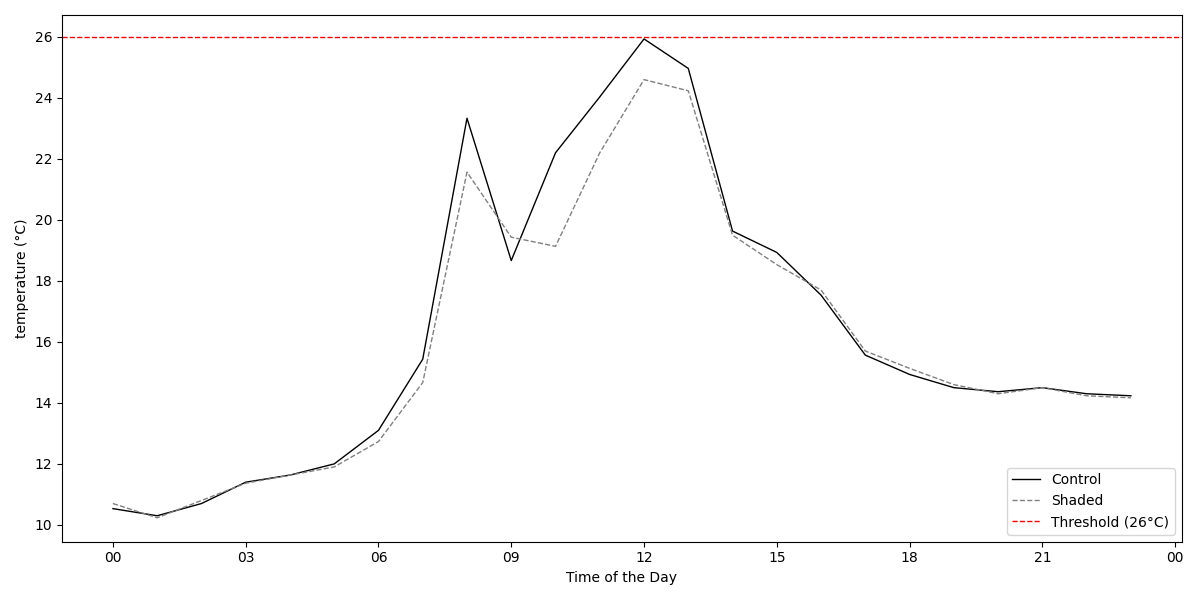 26
24
22
20
18
16
14
12
10
temperature (°C)
00 03 06 09 12 15 18 21 00
Time of the Day
Control
Shaded
Threshold (26°C)